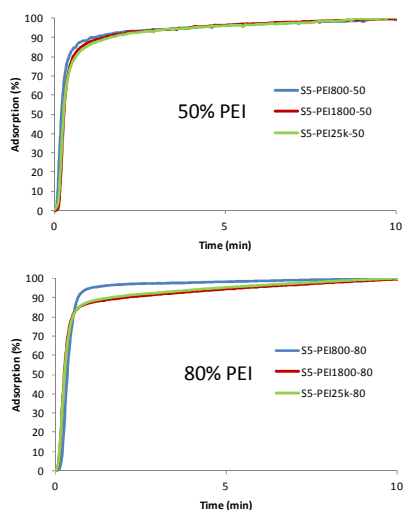 100
90
80
70
60
50
40
30
20
10
0
Adsorption (%)
50% PEI
S5-PEI800-50
S5-PEI1800-50
S5-PEI25k-50
0 5 10
Time (min)
100
90
80
70
60
50
40
30
20
10
0
Adsorption (%)
80% PEI
S5-PEI800-80
S5-PEI1800-80
S5-PEI25k-80
0 5 10
Time (min)